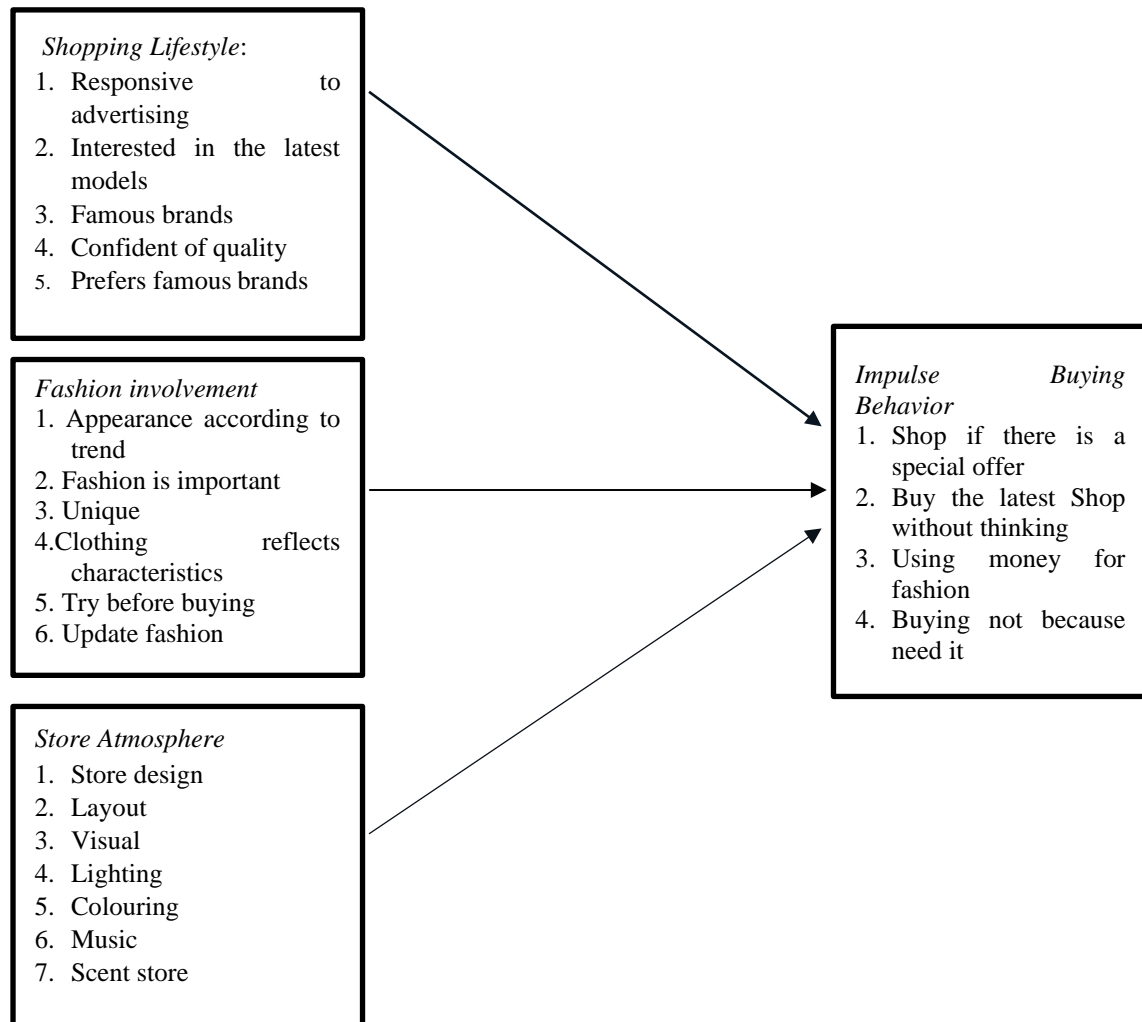 Shopping Lifestyle:
1. Responsive to
advertising
2. Interested in the latest
models
3. Famous brands
4. Confident of quality
5. Prefers famous brands
Fashion involvement
1. Appearance according to
trend
2. Fashion is important
3. Unique
4.Clothing reflects
characteristics
5. Try before buying
6. Update fashion
Store Atmosphere
1. Store design
2. Layout
3. Visual
4. Lighting
5. Colouring
6. Music
7. Scent store
Impulse Buying
Behavior
1. Shop if there is a
special offer
2. Buy the latest Shop
without thinking
3. Using money for
fashion
4. Buying not because
need it